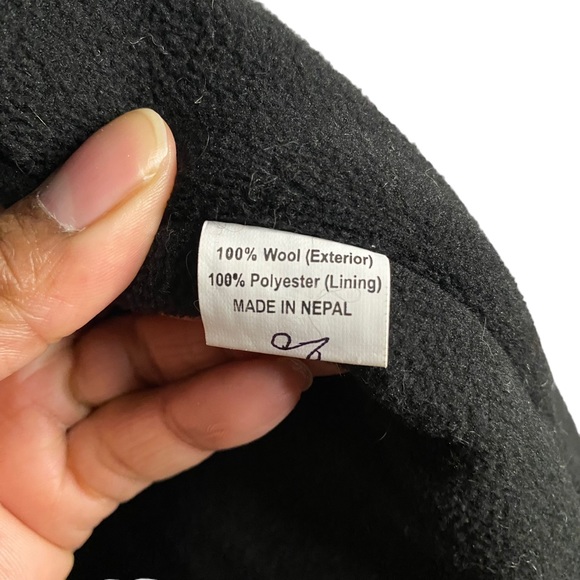 100% Wool (Exterior)
100% Polyester (Lining)
MADE IN NEPAL